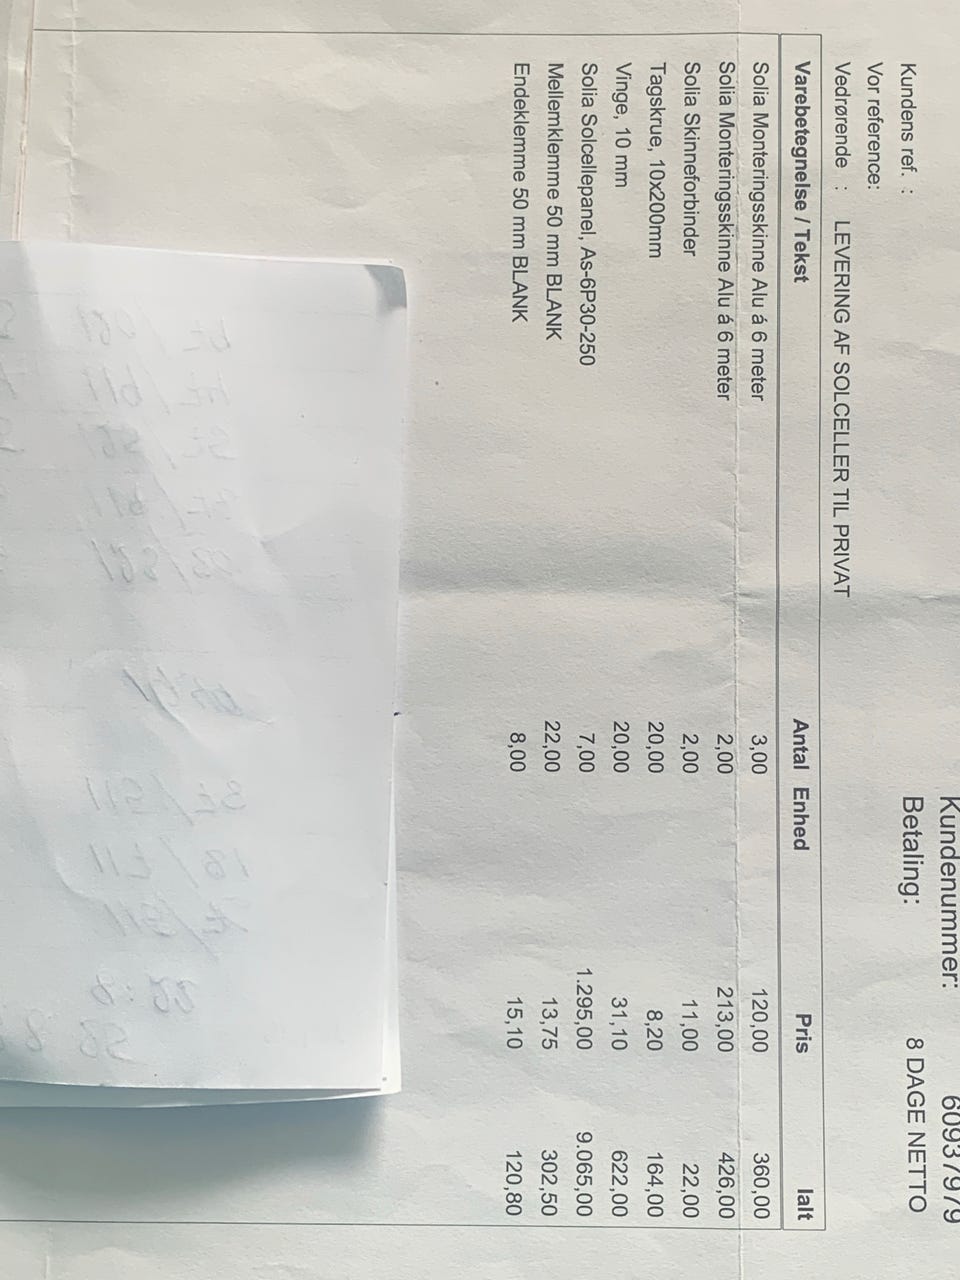 Kundenummer: 60937979
Betaling: 8 DAGE NETTO
Kundens ref. :
Vor reference:
Vedrørende : LEVERING AF SOLCELLER TIL PRIVAT
Varebetegnelse / Tekst Antal Enhed Pris Ialt
Solia Monteringsskinne Alu á 6 meter 3,00 120,00 360,00
Solia Monteringsskinne Alu á 6 meter 2,00 213,00 426,00
Solia Skinneforbinder 2,00 11,00 22,00
Tagskrue, 10x200mm 20,00 8,20 164,00
Vinge, 10 mm 20,00 31,10 622,00
Solia Solcellepanel, As-6P30-250 7,00 1.295,00 9.065,00
Mellemklemme 50 mm BLANK 22,00 13,75 302,50
Endeklemme 50 mm BLANK 8,00 15,10 120,80